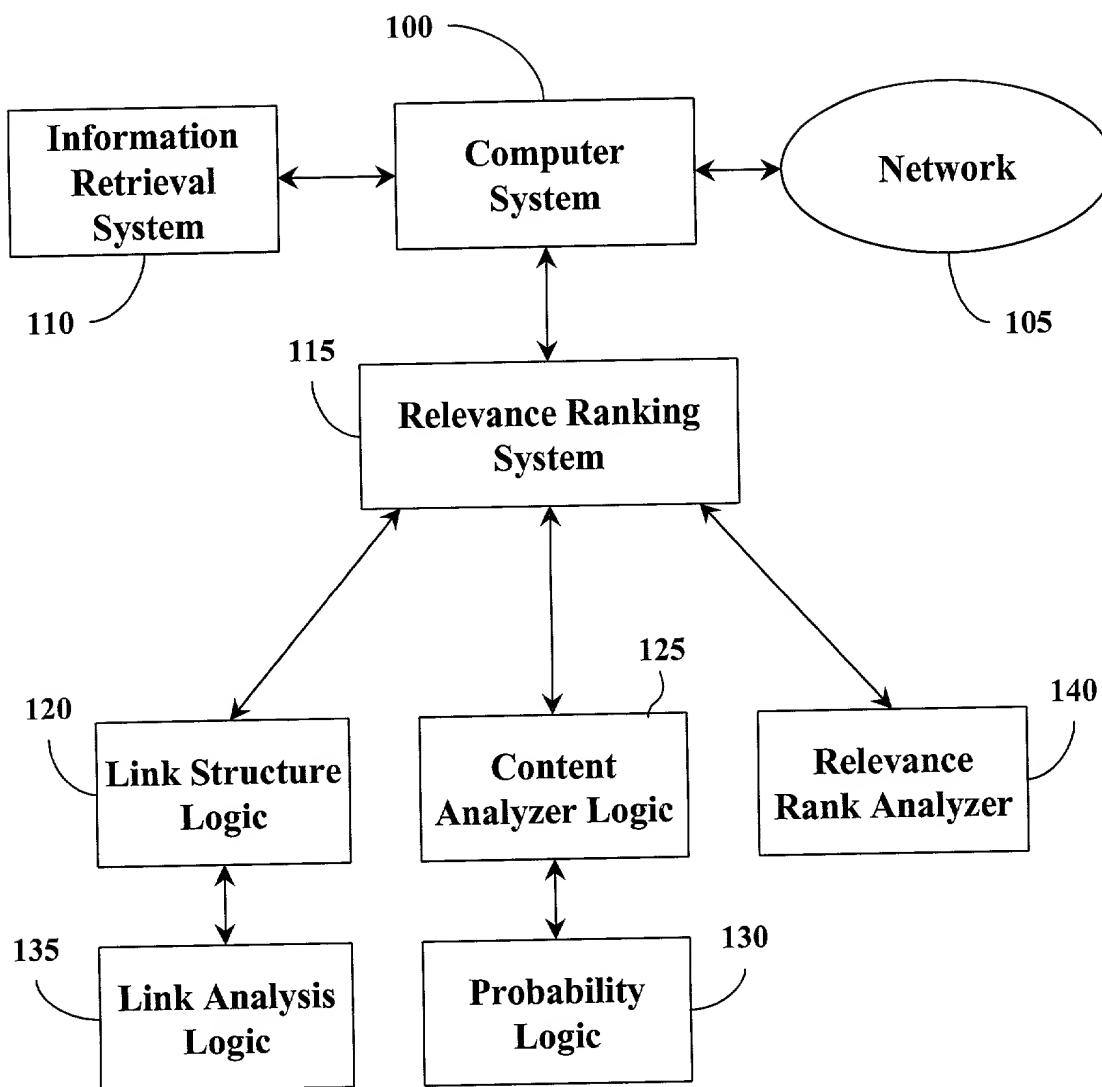 100
Information
Retrieval
System
Computer
System
Network
110
105
115
Relevance Ranking
System
125
120
140
Link Structure
Logic
Content
Analyzer Logic
Relevance
Rank Analyzer
135
130
Link Analysis
Logic
Probability
Logic